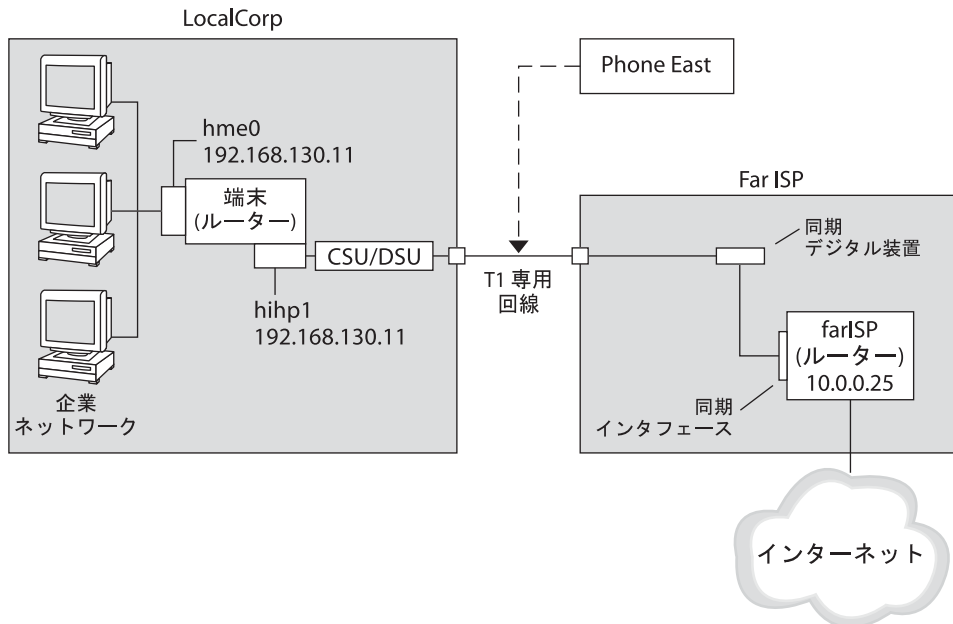 LocalCorp
Phone East
hme0
192.168.130.11
Far ISP
端末
(ルーター)
同期
デジタル装置
CSU/DSU
T1 専用
回線
hihp1
192.168.130.11
farISP
(ルーター)
10.0.0.25
企業
ネットワーク
同期
インタフェース
インターネット